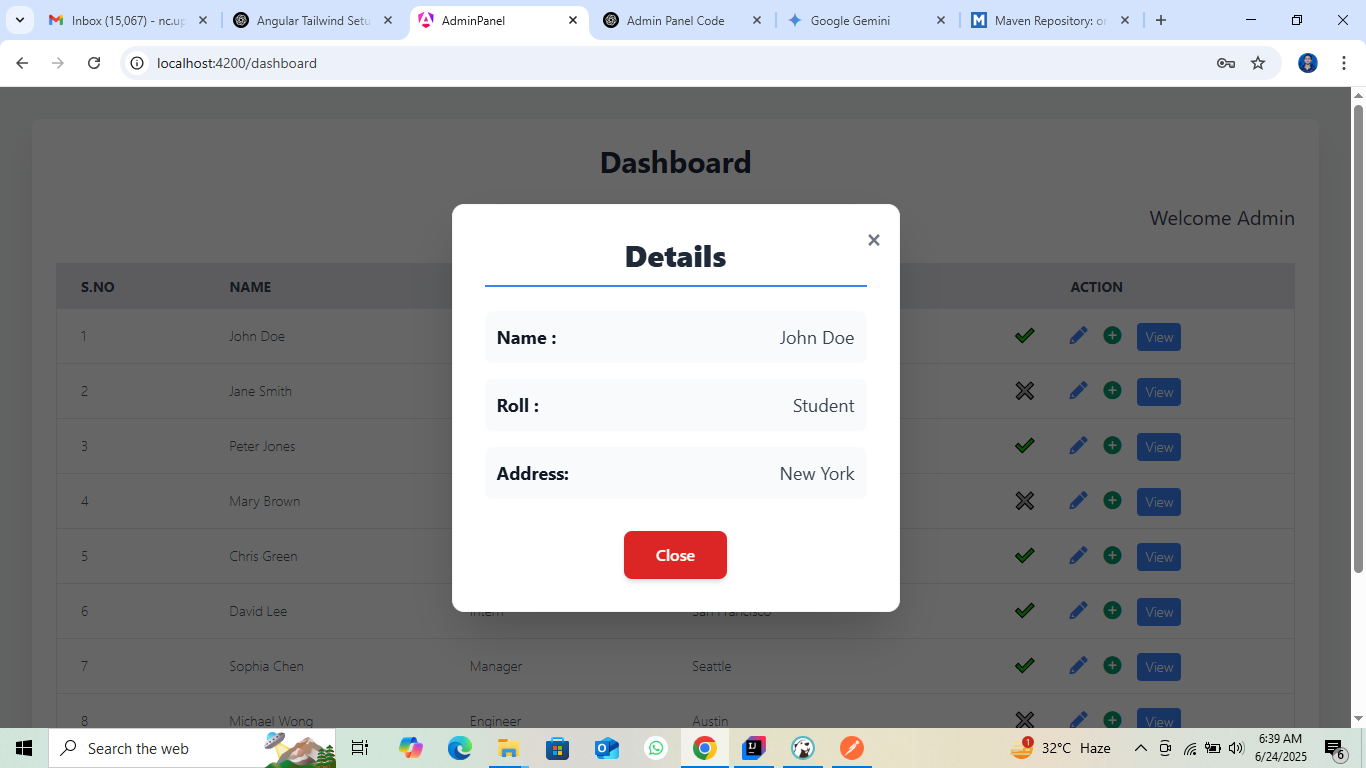 Inbox (15,067) - nc.up
Angular Tailwind Setu
AdminPanel
Admin Panel Code
Google Gemini
Maven Repository: o
localhost:4200/dashboard
Dashboard
Welcome Admin
Details
Name : John Doe
Roll : Student
Address: New York
Close
S.NO NAME ACTION
1 John Doe View
2 Jane Smith View
3 Peter Jones View
4 Mary Brown View
5 Chris Green View
6 David Lee Intern San Francisco View
7 Sophia Chen Manager Seattle View
8 Michael Wong Engineer Austin View
Search the web
1
32°C Haze
6:39 AM
6/24/2025
6